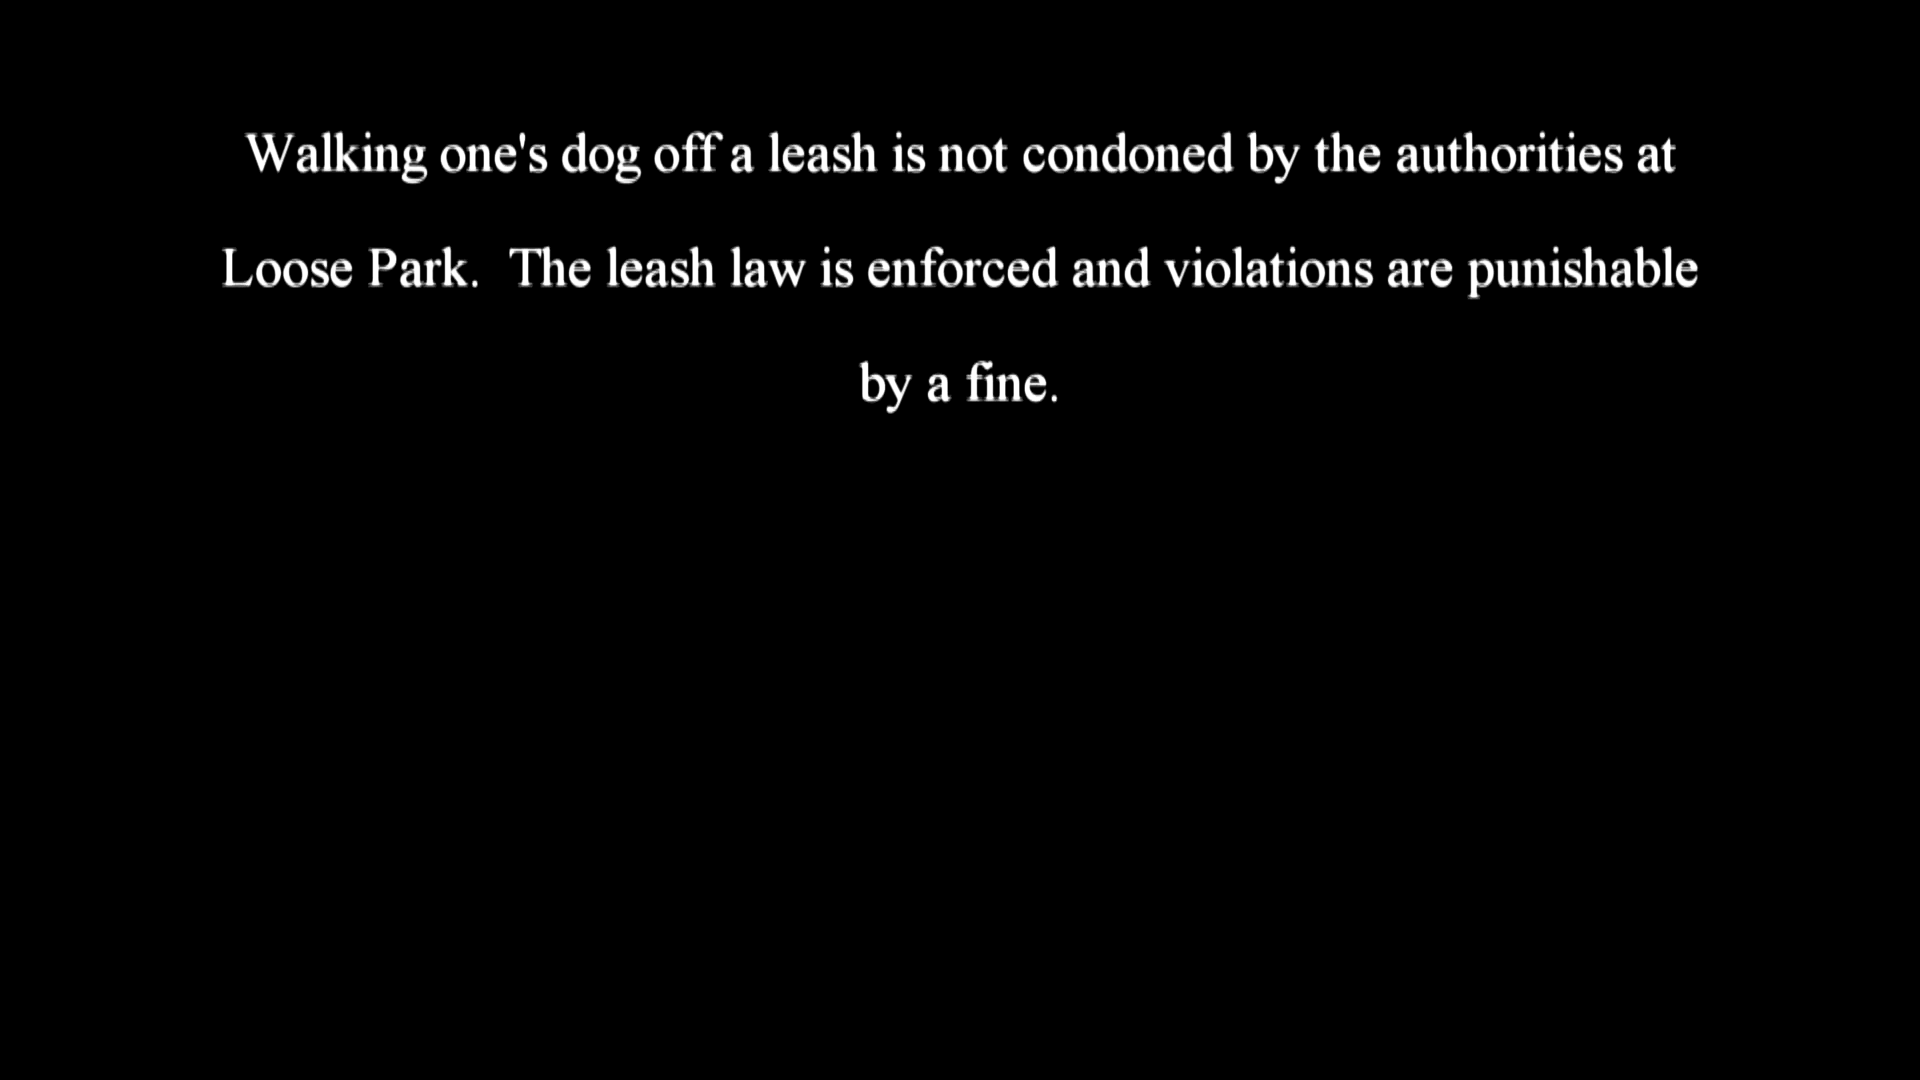 Walking one's dog off a leash is not condoned by the authorities at
Loose Park.  The leash law is enforced and violations are punishable
by a fine.